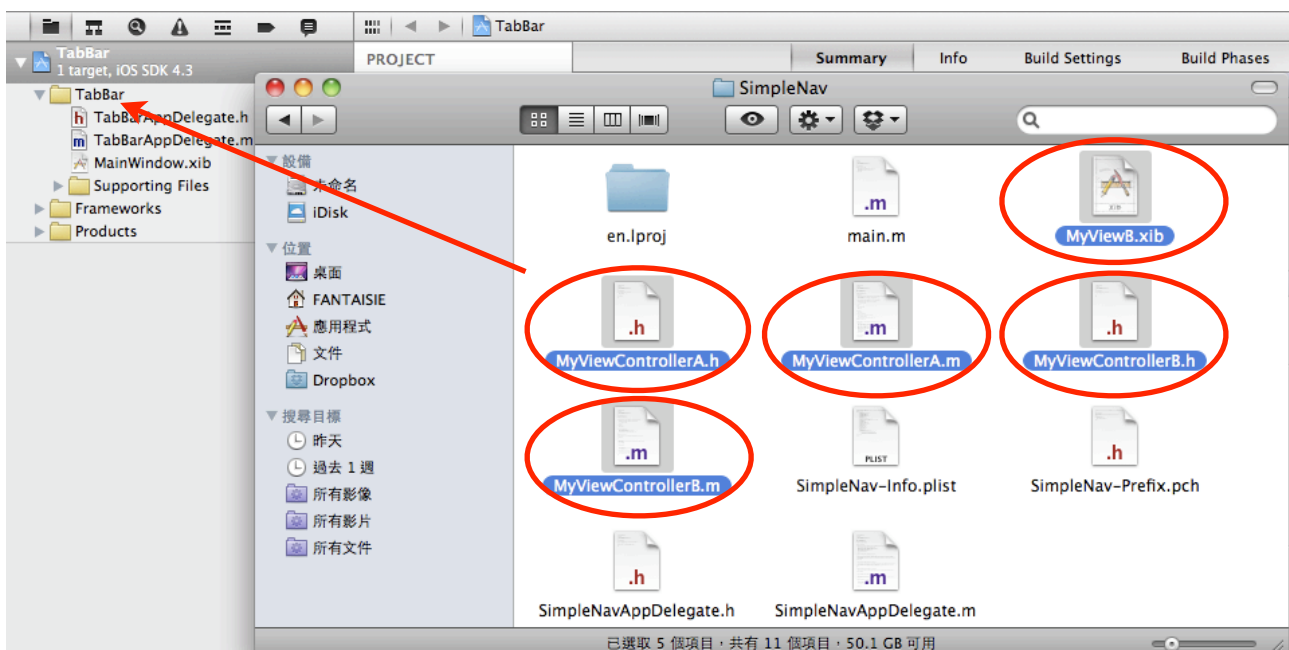 TabBar
TabBar
1 target, iOS SDK 4.3
PROJECT
Summary
Info
Build Settings
Build Phases
TabBar
TabBarAppDelegate.h
TabBarAppDelegate.m
MainWindow.xib
Supporting Files
Frameworks
Products
SimpleNav
設備
未命名
iDisk
位置
桌面
FANTAISIE
應用程式
文件
Dropbox
搜尋目標
昨天
過去 1 週
所有影像
所有影片
所有文件
en.lproj
.m
main.m
XIB
MyViewB.xib
.h
MyViewControllerA.h
.m
MyViewControllerA.m
.h
MyViewControllerB.h
.m
MyViewControllerB.m
PLIST
SimpleNav-Info.plist
.h
SimpleNav-Prefix.pch
.h
SimpleNavAppDelegate.h
.m
SimpleNavAppDelegate.m
已選取 5 個項目，共有 11 個項目，50.1 GB 可用